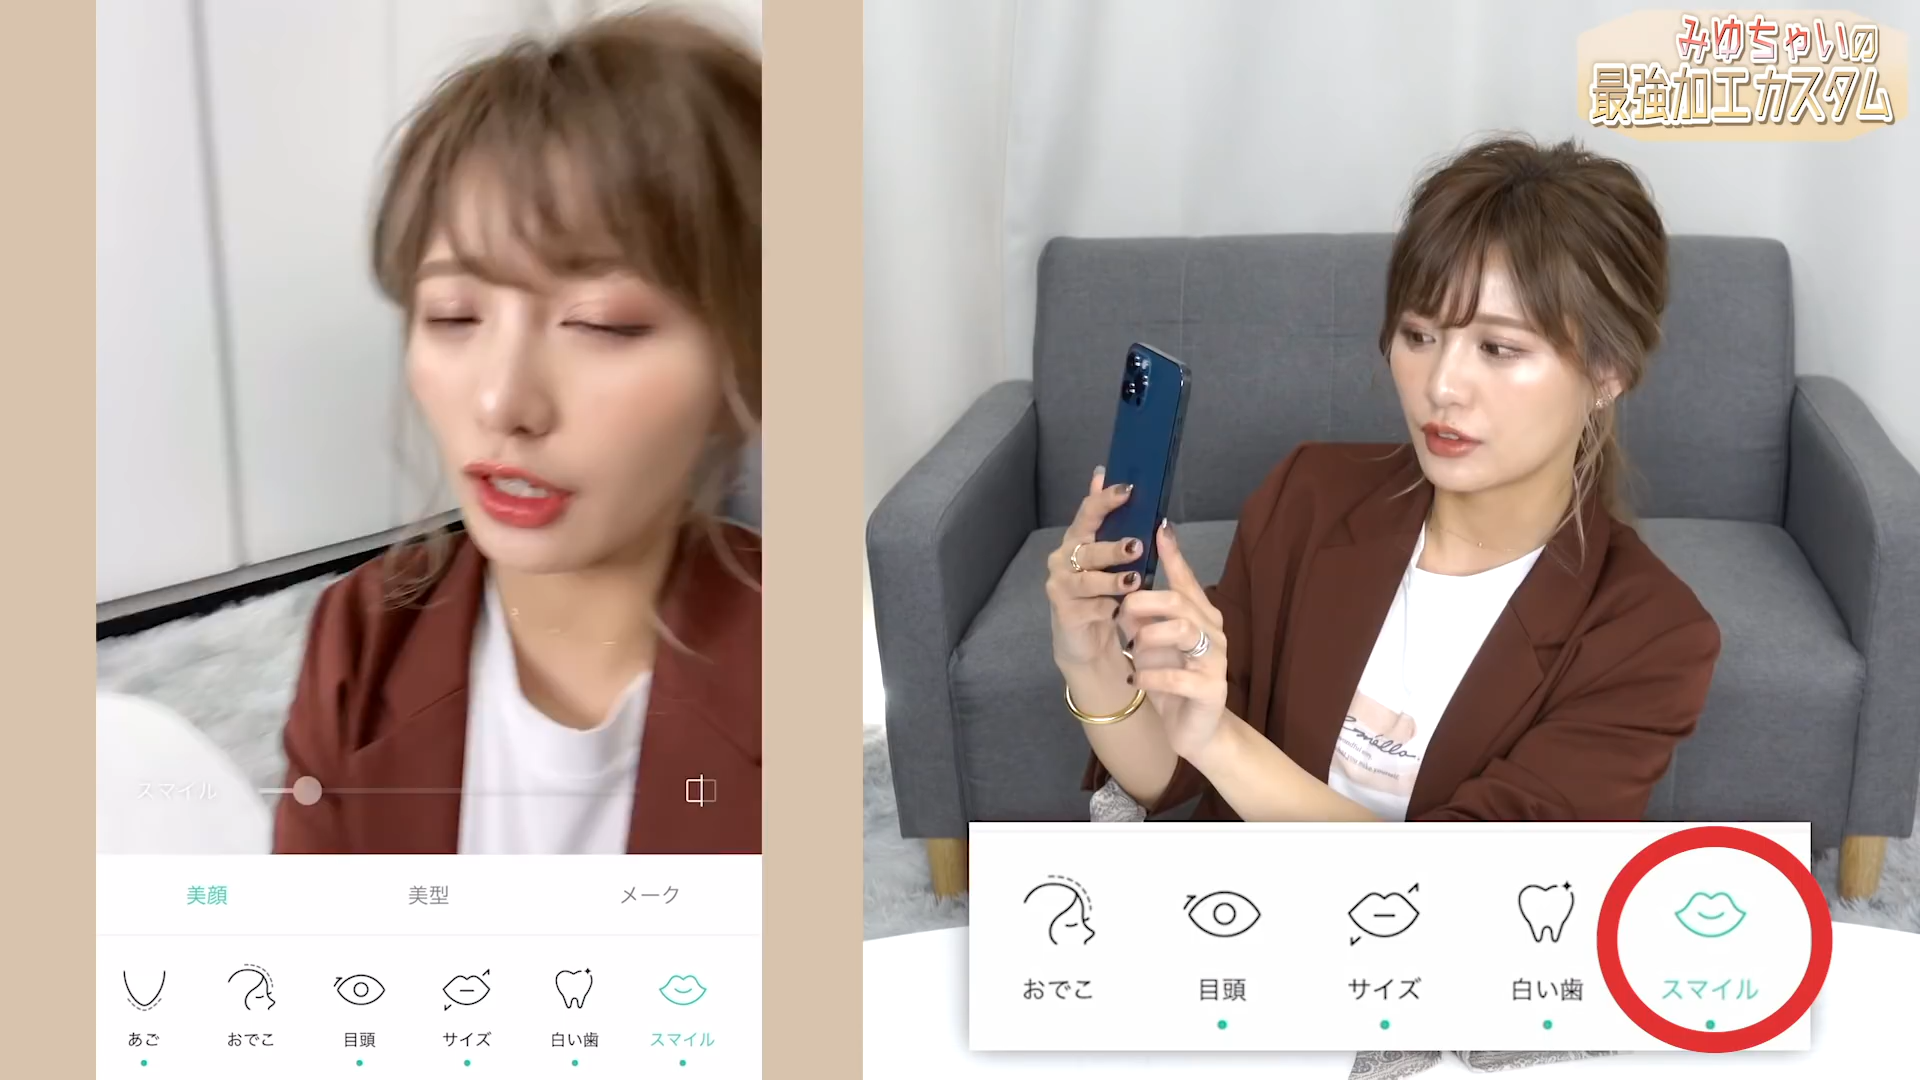 みゆちゃいの
最強加工カスタム
スマイル
美顔 美型 メーク
あご おでこ 目頭 サイズ 白い歯 スマイル
おでこ 目頭 サイズ 白い歯 スマイル